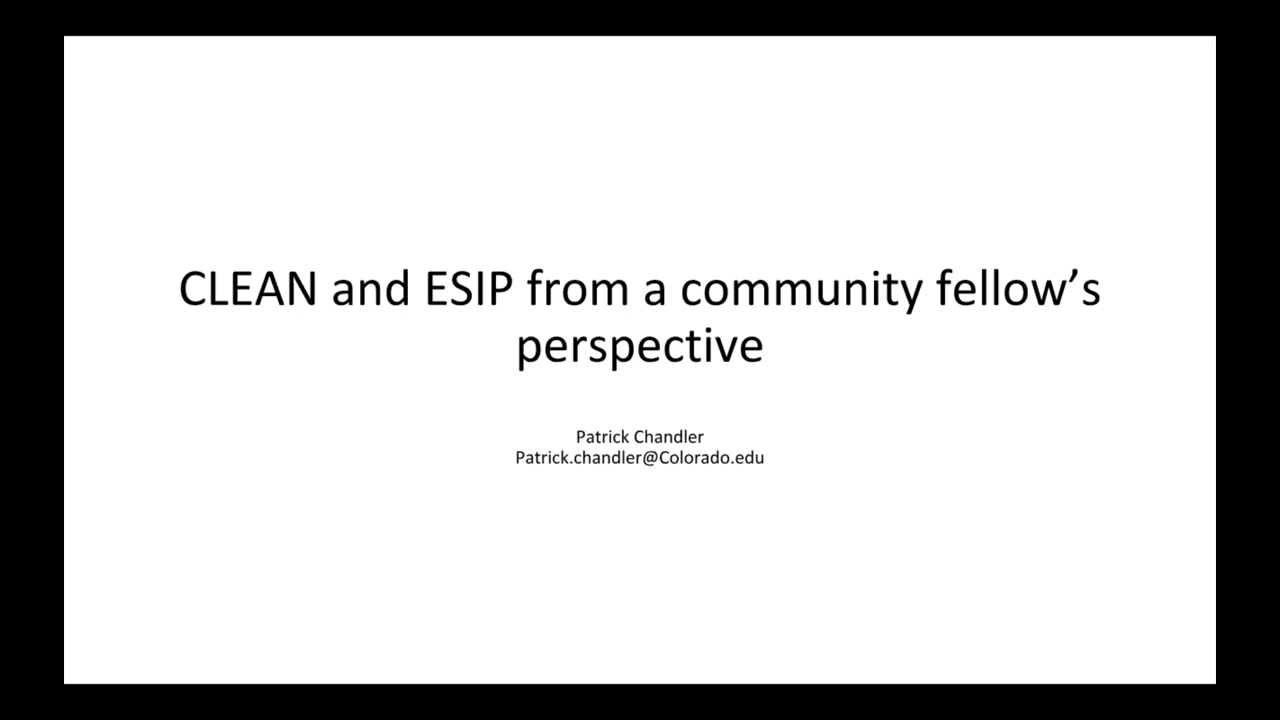 CLEAN and ESIP from a community fellow’s
perspective
Patrick Chandler
Patrick.chandler@Colorado.edu